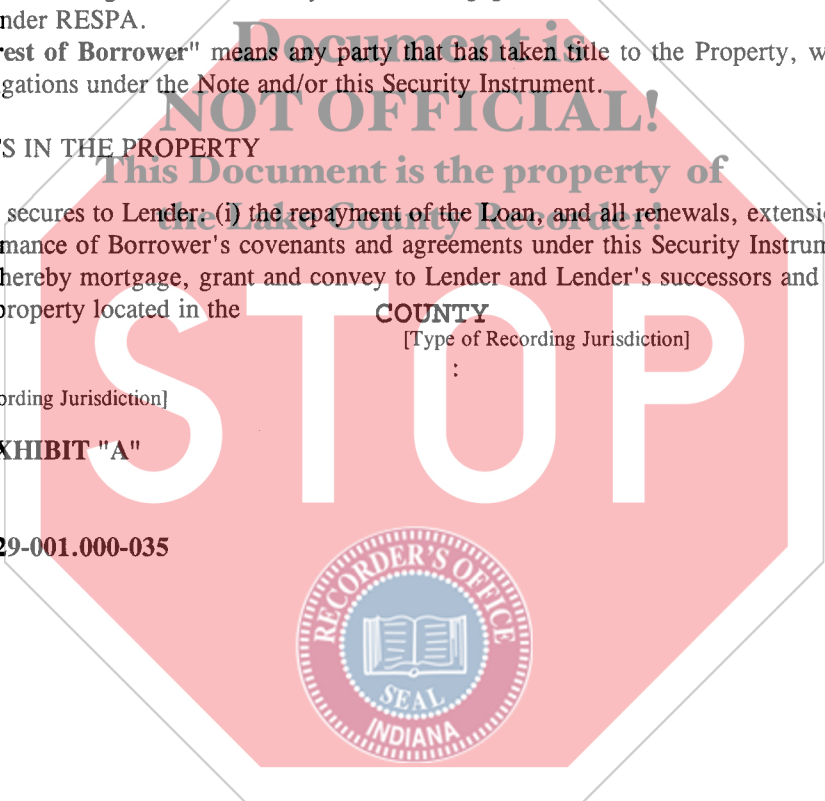 nder RESPA.
Document is
rest of Borrower" means any party that has taken title to the Property, w
gations under the Note and/or this Security Instrument.
NOT OFFICIAL!
'S IN THE PROPERTY
This Document is the property of
secures to Lender: (i) the repayment of the Loan, and all renewals, extensi
the Lake County Recorder!
mance of Borrower's covenants and agreements under this Security Instrum
hereby mortgage, grant and convey to Lender and Lender's successors and
property located in the COUNTY
[Type of Recording Jurisdiction]
:
ording Jurisdiction]
STOP
XHIBIT "A"
29-001.000-035
RECORDER'S OFFICE
SEAL
INDIANA